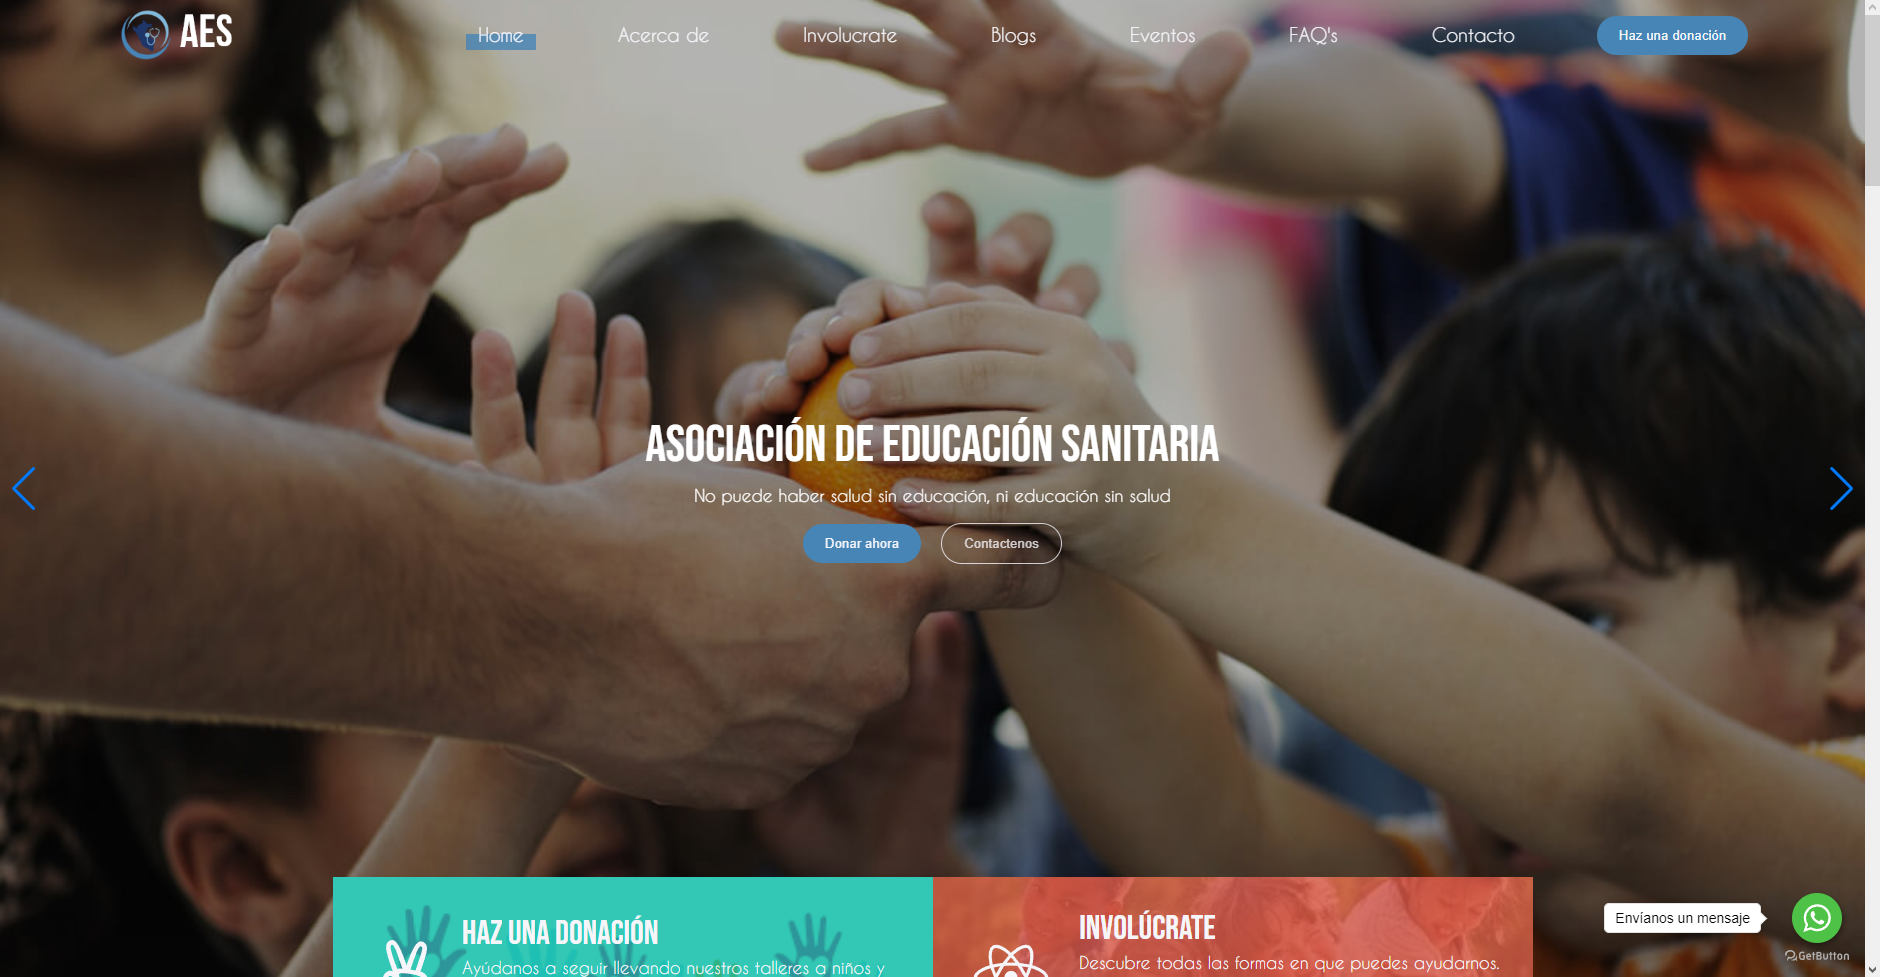 AES
Home
Acerca de
Involucrate
Blogs
Eventos
FAQ's
Contacto
Haz una donación
ASOCIACIÓN DE EDUCACIÓN SANITARIA
No puede haber salud sin educación, ni educación sin salud
Donar ahora
Contactenos
HAZ UNA DONACIÓN
Ayúdanos a seguir llevando nuestros talleres a niños y
INVOLÚCRATE
Descubre todas las formas en que puedes ayudarnos.
Envíanos un mensaje
GetButton